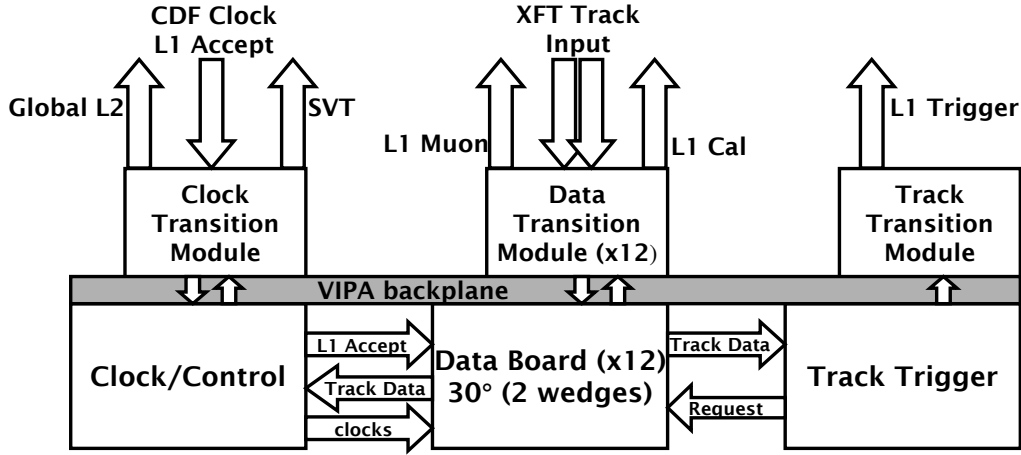 CDF Clock
L1 Accept
XFT Track
Input
Global L2
SVT
L1 Muon
L1 Cal
L1 Trigger
Clock
Transition
Module
Data
Transition
Module (x12)
Track
Transition
Module
VIPA backplane
Clock/Control
L1 Accept
Track Data
clocks
Data Board (x12)
30° (2 wedges)
Track Data
Request
Track Trigger